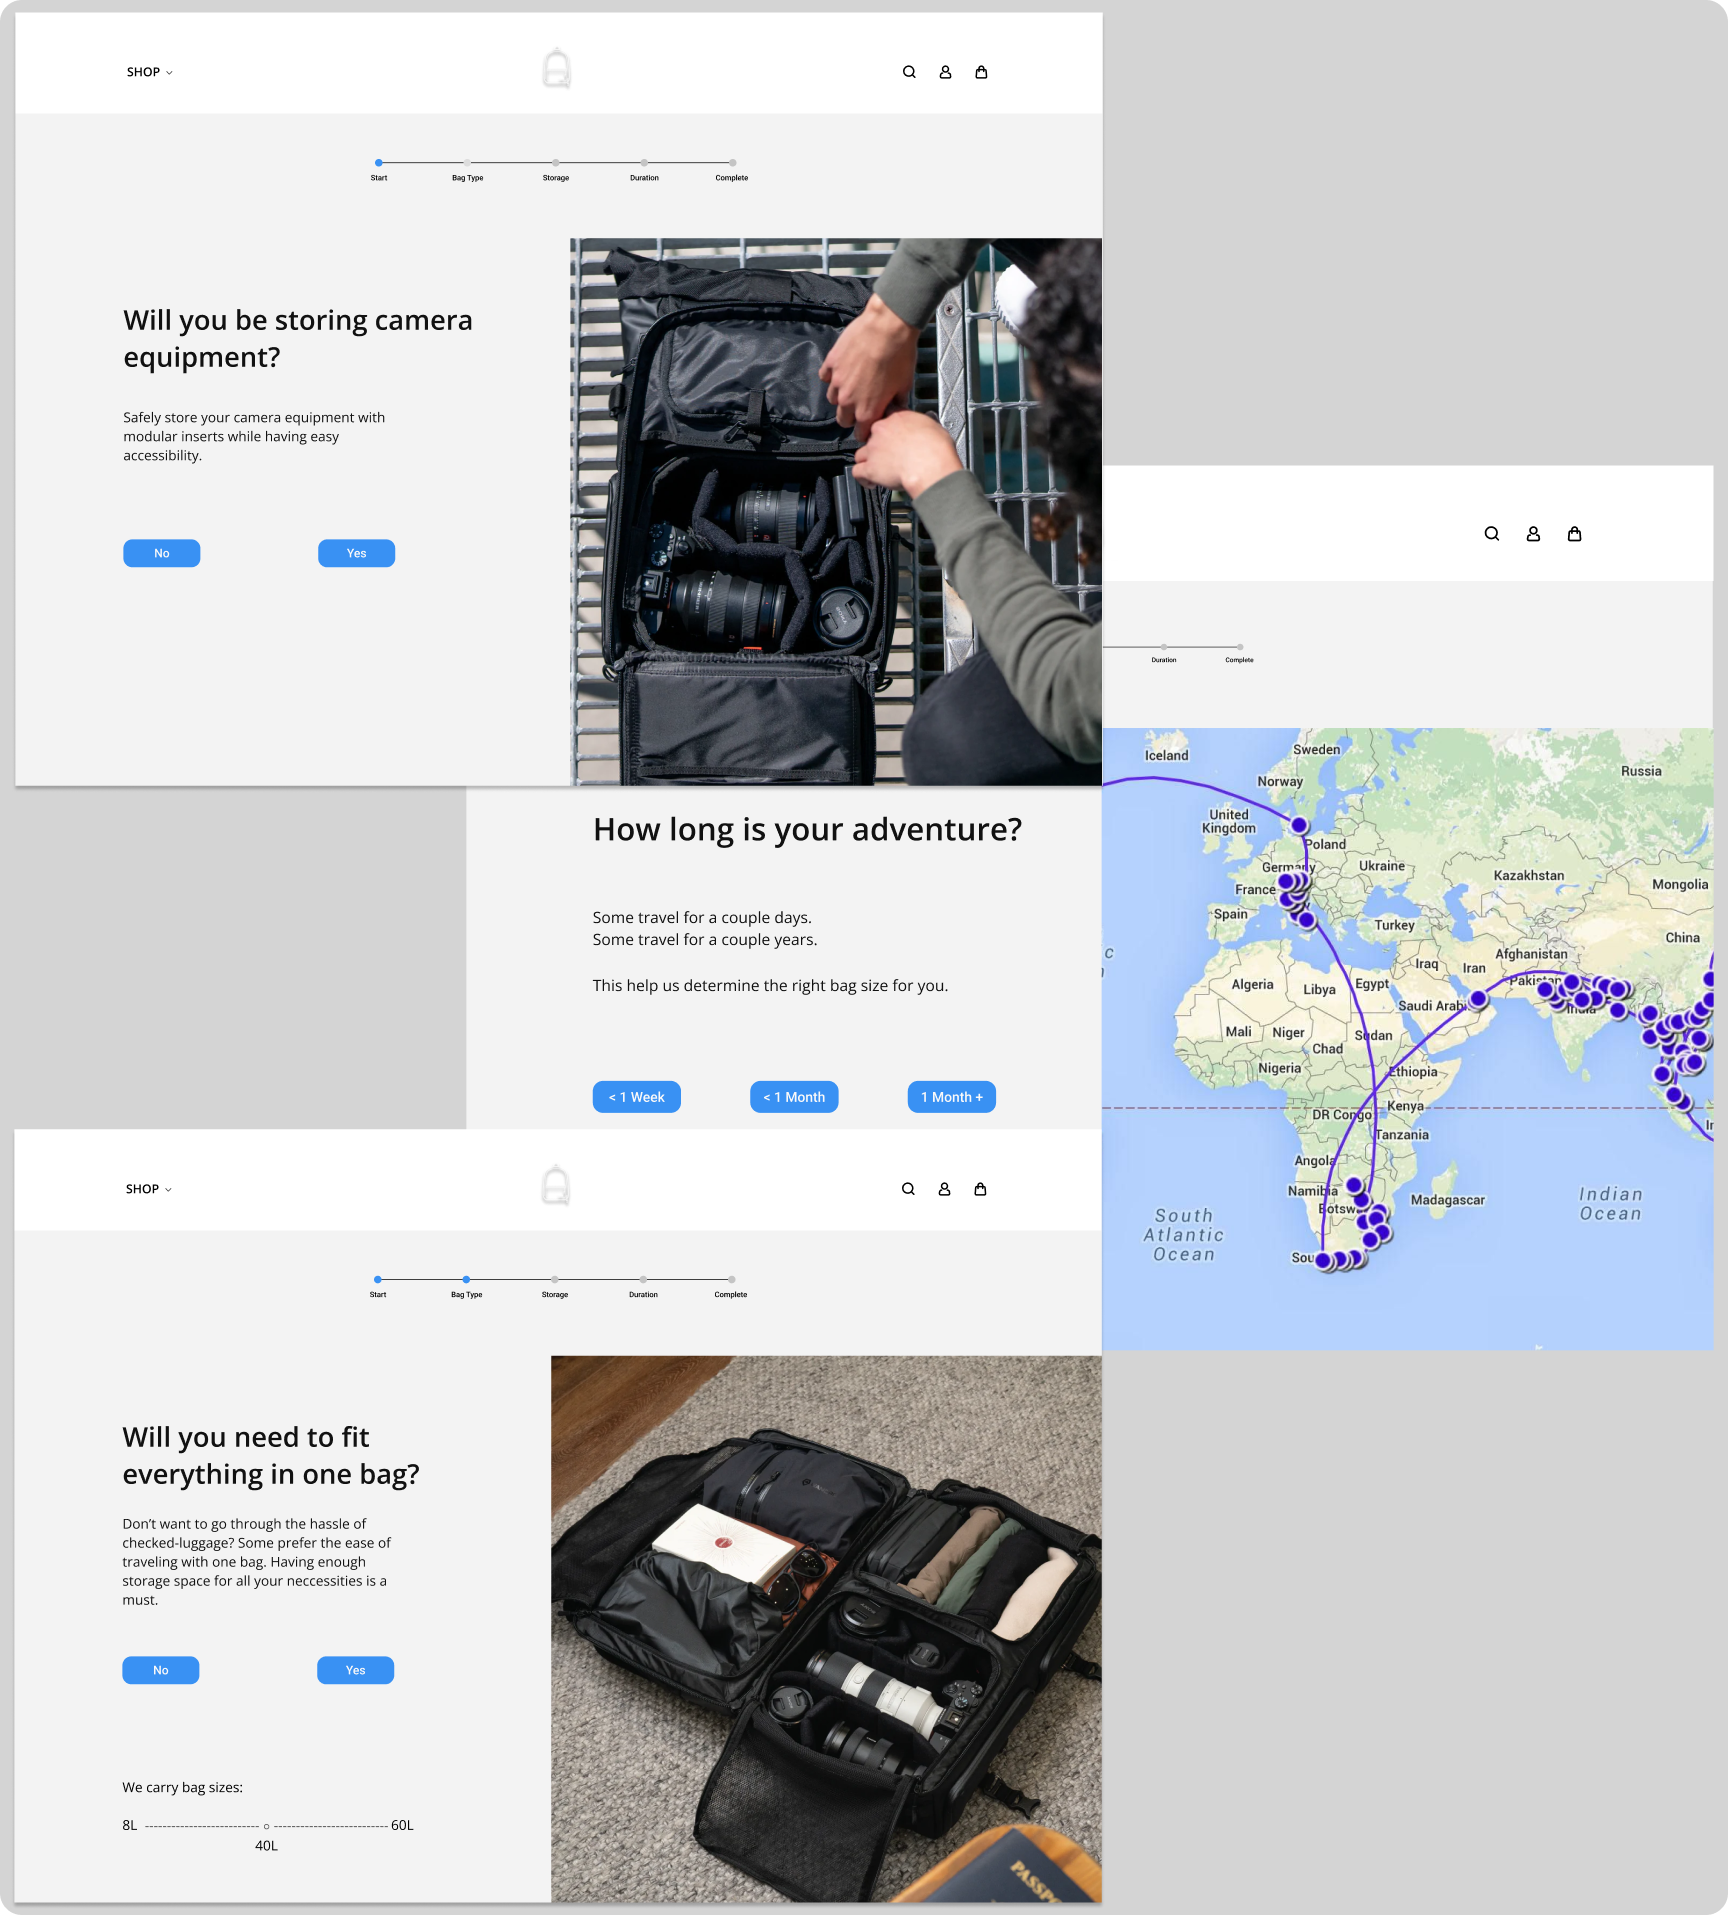 SHOP
Start
Bag Type
Storage
Duration
Complete
Will you be storing camera
equipment?
Safely store your camera equipment with
modular inserts while having easy
accessibility.
No
Yes
Duration
Complete
How long is your adventure?
Some travel for a couple days.
Some travel for a couple years.
This help us determine the right bag size for you.
< 1 Week
< 1 Month
1 Month +
Iceland
Sweden
Norway
Russia
United
Kingdom
Poland
Germany
Ukraine
Kazakhstan
France
Mongolia
Spain
Turkey
China
Afghanistan
Iraq
Iran
Algeria
Libya
Egypt
Pakistan
Saudi Arabi
India
Mali
Niger
Chad
Sudan
Nigeria
Ethiopia
DR Congo
Kenya
Tanzania
Angola
Namibia
Madagascar
Botsw
South
Atlantic
Ocean
Indian
Ocean
Sou
SHOP
Start
Bag Type
Storage
Duration
Complete
Will you need to fit
everything in one bag?
Don’t want to go through the hassle of
checked-luggage? Some prefer the ease of
traveling with one bag. Having enough
storage space for all your neccessities is a
must.
No
Yes
We carry bag sizes:
8L -------------------------- o -------------------------- 60L
40L
PASSPO